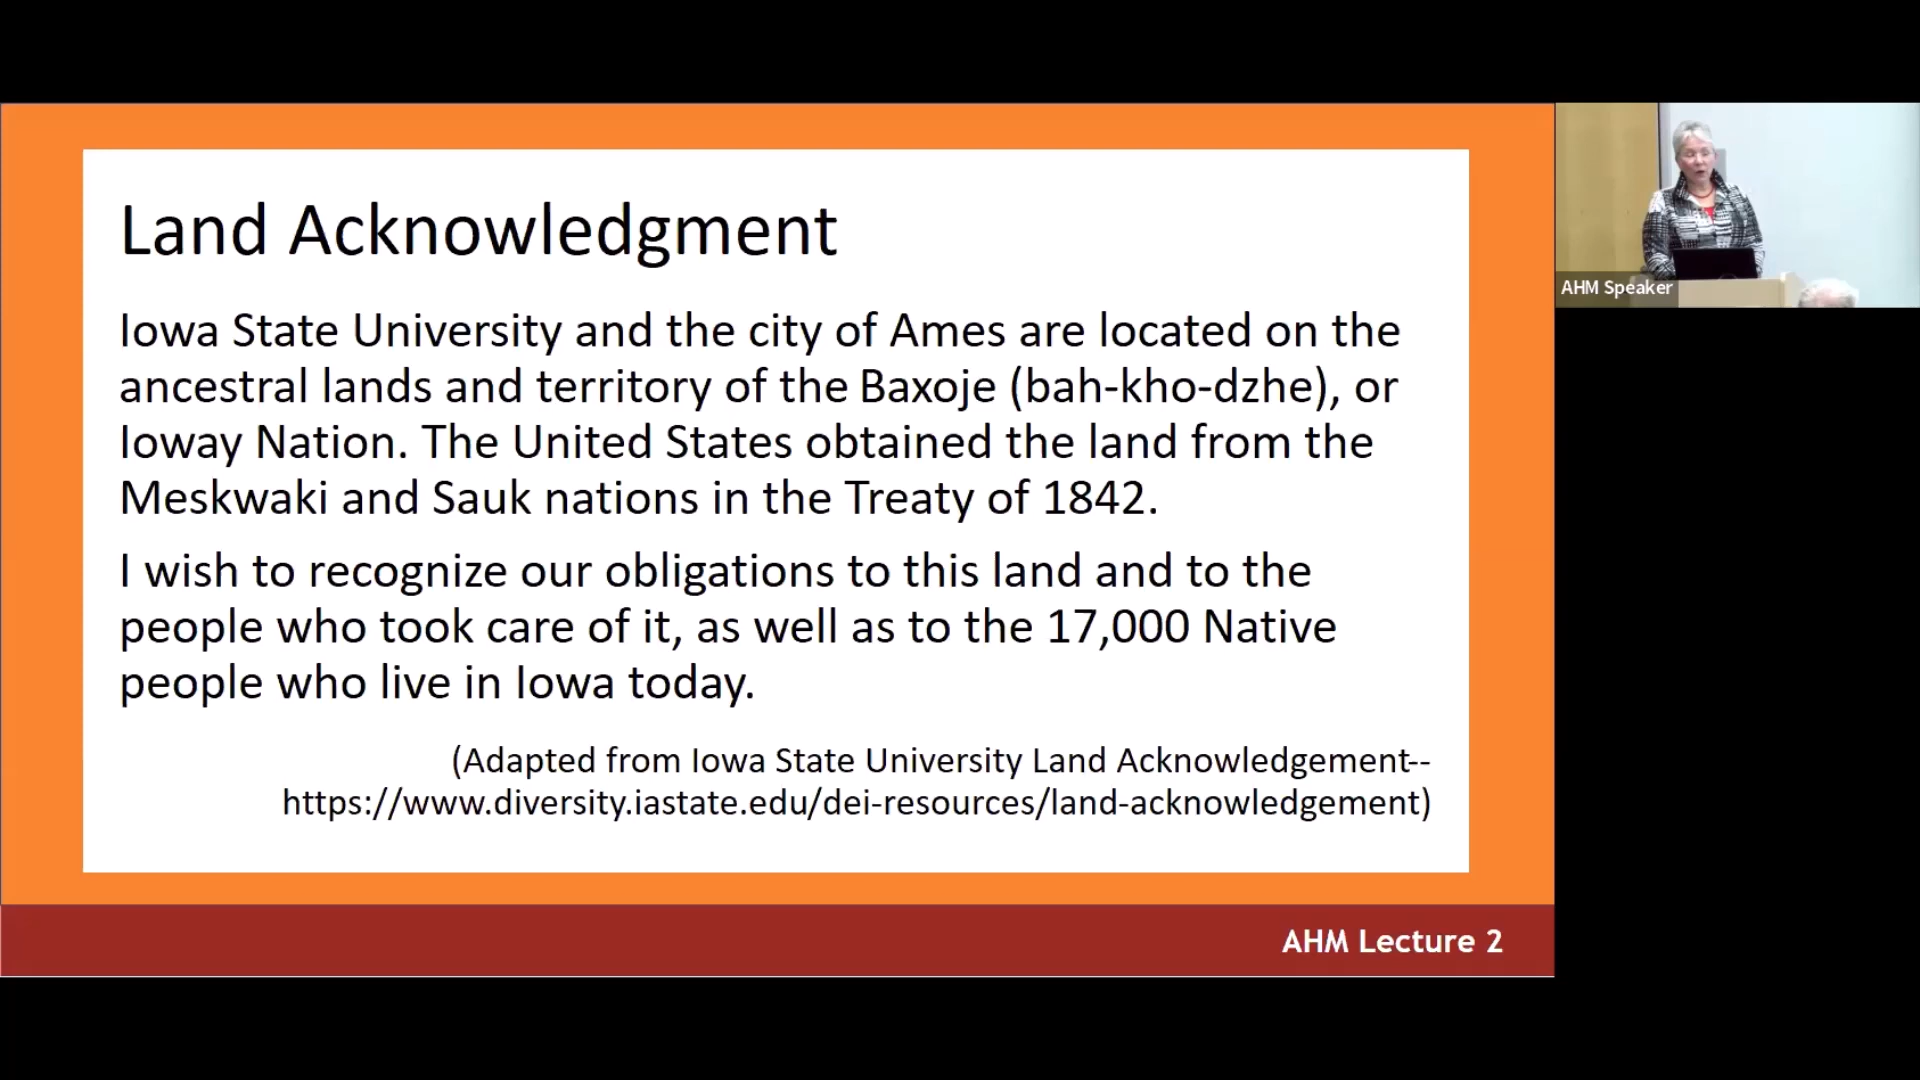 Land Acknowledgment
Iowa State University and the city of Ames are located on the
ancestral lands and territory of the Baxoje (bah-kho-dzhe), or
Ioway Nation. The United States obtained the land from the
Meskwaki and Sauk nations in the Treaty of 1842.
I wish to recognize our obligations to this land and to the
people who took care of it, as well as to the 17,000 Native
people who live in Iowa today.
(Adapted from Iowa State University Land Acknowledgement--
https://www.diversity.iastate.edu/dei-resources/land-acknowledgement)
AHM Lecture 2
AHM Speaker